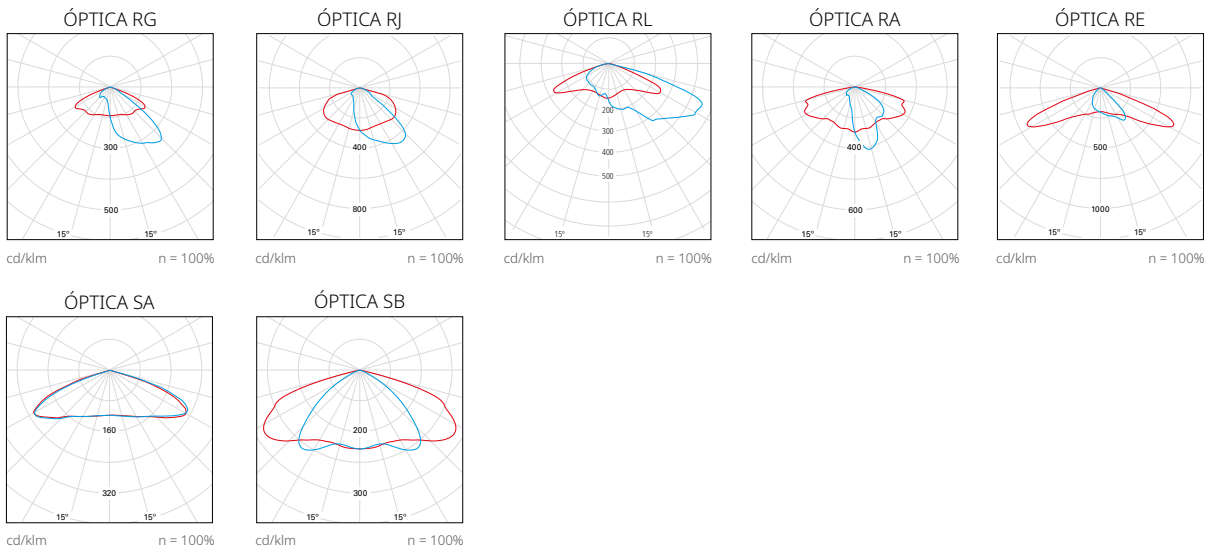 ÓPTICA RG
300
500
15° 15°
cd/klm n = 100%
ÓPTICA RJ
400
800
15° 15°
cd/klm n = 100%
ÓPTICA RL
200
300
400
500
15° 15°
cd/klm n = 100%
ÓPTICA RA
400
600
15° 15°
cd/klm n = 100%
ÓPTICA RE
500
1000
15° 15°
cd/klm n = 100%
ÓPTICA SA
160
320
15° 15°
cd/klm n = 100%
ÓPTICA SB
200
300
15° 15°
cd/klm n = 100%